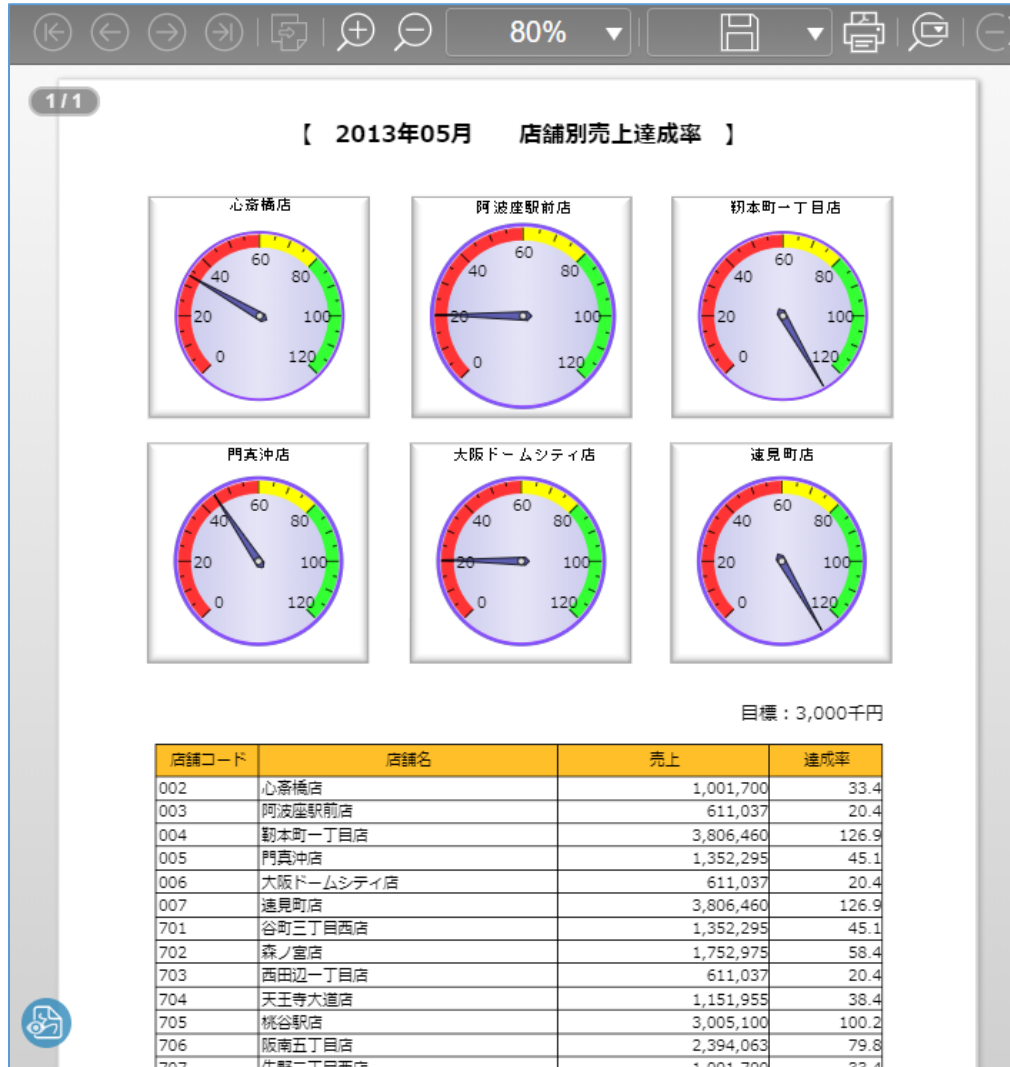 80%
1 / 1
【 2013年05月 店舗別売上達成率 】
心斎橋店 阿波座駅前店 靭本町一丁目店
0 20 40 60 80 100 120
0 20 40 60 80 100 120
0 20 40 60 80 100 120
門真沖店 大阪ドームシティ店 速見町店
0 20 40 60 80 100 120
0 20 40 60 80 100 120
0 20 40 60 80 100 120
目標：3,000千円
店舗コード 店舗名 売上 達成率
002 心斎橋店 1,001,700 33.4
003 阿波座駅前店 611,037 20.4
004 靭本町一丁目店 3,806,460 126.9
005 門真沖店 1,352,295 45.1
006 大阪ドームシティ店 611,037 20.4
007 速見町店 3,806,460 126.9
701 谷町三丁目西店 1,352,295 45.1
702 森ノ宮店 1,752,975 58.4
703 西田辺一丁目店 611,037 20.4
704 天王寺大道店 1,151,955 38.4
705 桃谷駅店 3,005,100 100.2
706 阪南五丁目店 2,394,063 79.8